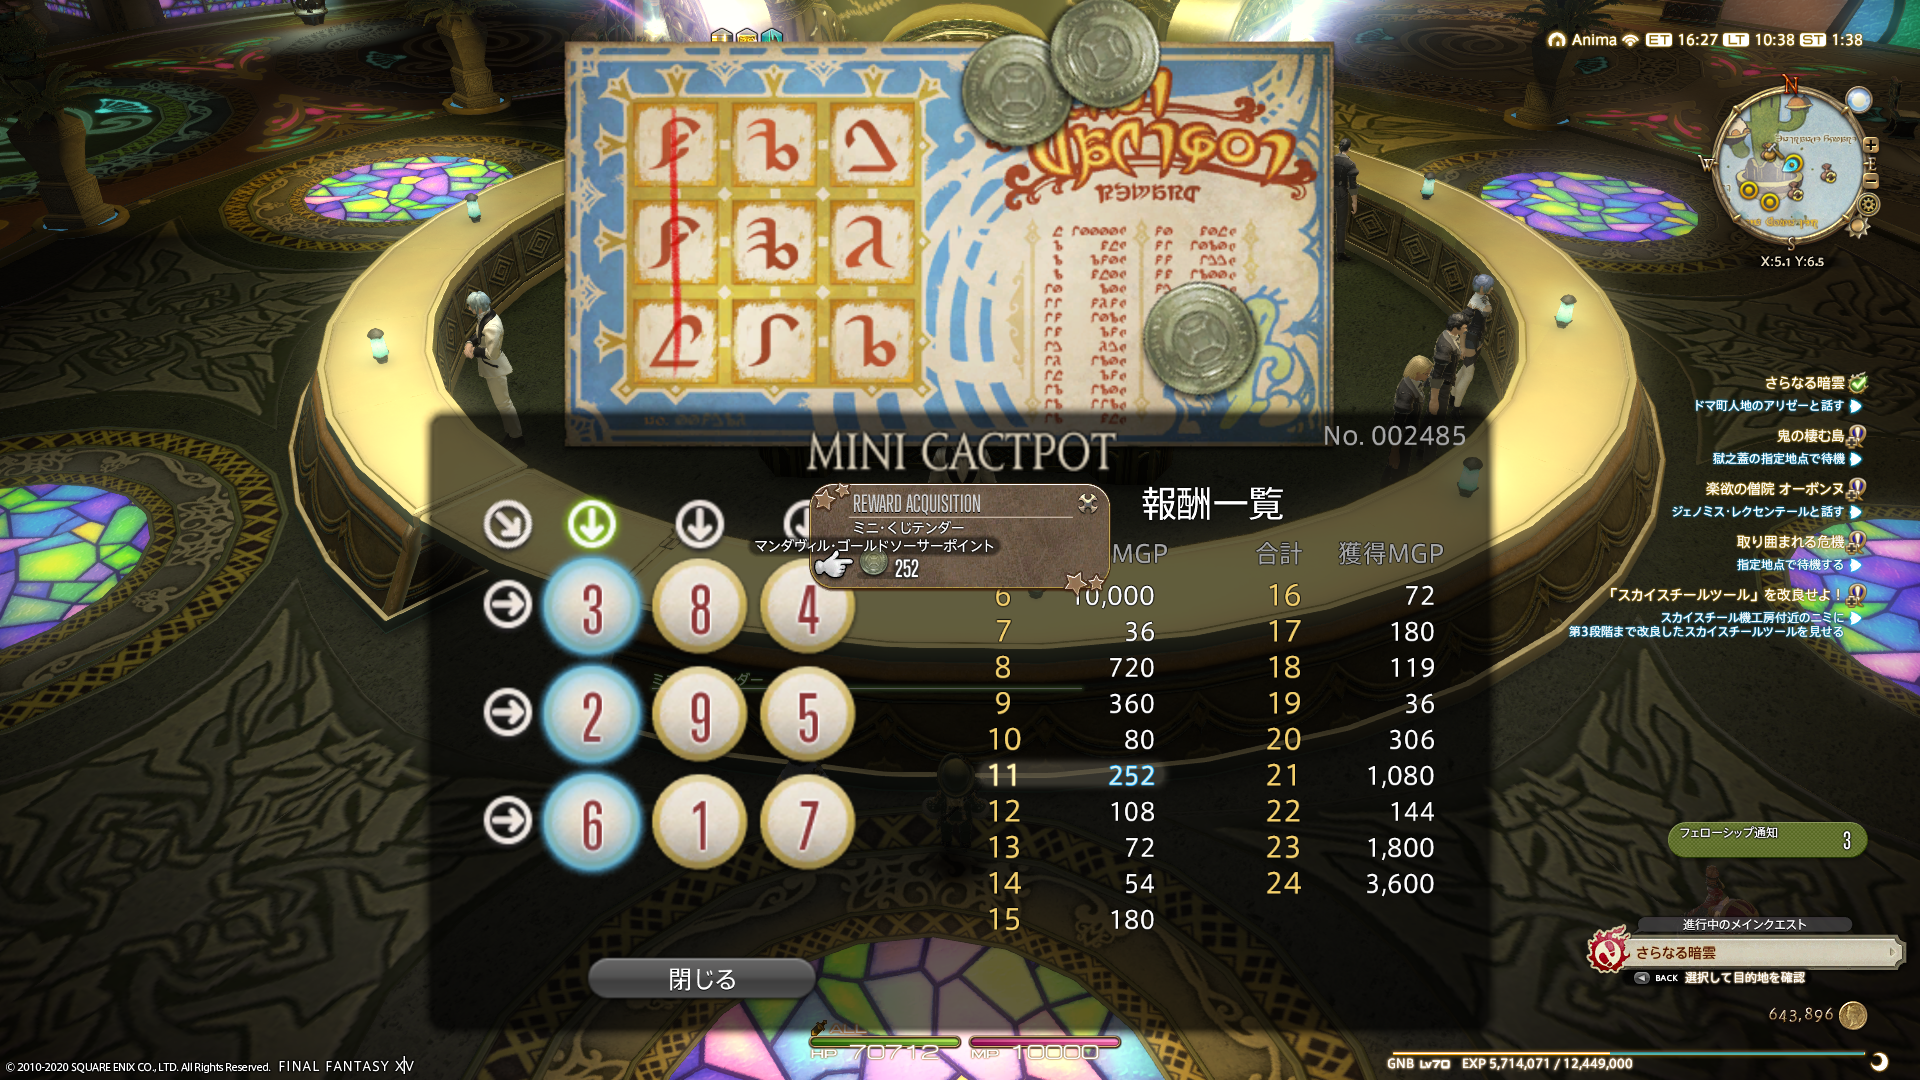 Anima ET 16:27 LT 10:38 ST 1:38
N
W
E
S
X:5.1 Y:6.5
No. 002485
MINI CACTPOT
REWARD ACQUISITION
ミニ・くじテンダー
マンダヴィル・ゴールドソーサーポイント
252
報酬一覧
MGP 合計 獲得MGP
3 8 4
2 9 5
6 1 7
6 10,000 16 72
7 36 17 180
8 720 18 119
9 360 19 36
10 80 20 306
11 252 21 1,080
12 108 22 144
13 72 23 1,800
14 54 24 3,600
15 180
閉じる
さらなる暗雲
ドマ町人地のアリゼーと話す
鬼の棲む島
獄之蓋の指定地点で待機
楽欲の僧院 オーボンヌ
ジェノミス・レクセンテールと話す
取り囲まれる危機
指定地点で待機する
「スカイスチールツール」を改良せよ!
スカイスチール機工房付近のニミに
第3段階まで改良したスカイスチールツールを見せる
フェローシップ通知 3
進行中のメインクエスト
さらなる暗雲
BACK 選択して目的地を確認
643,896
ALL
HP 70712 MP 10000
GNB Lv70 EXP 5,714,071 / 12,449,000
© 2010-2020 SQUARE ENIX CO., LTD. All Rights Reserved. FINAL FANTASY XIV